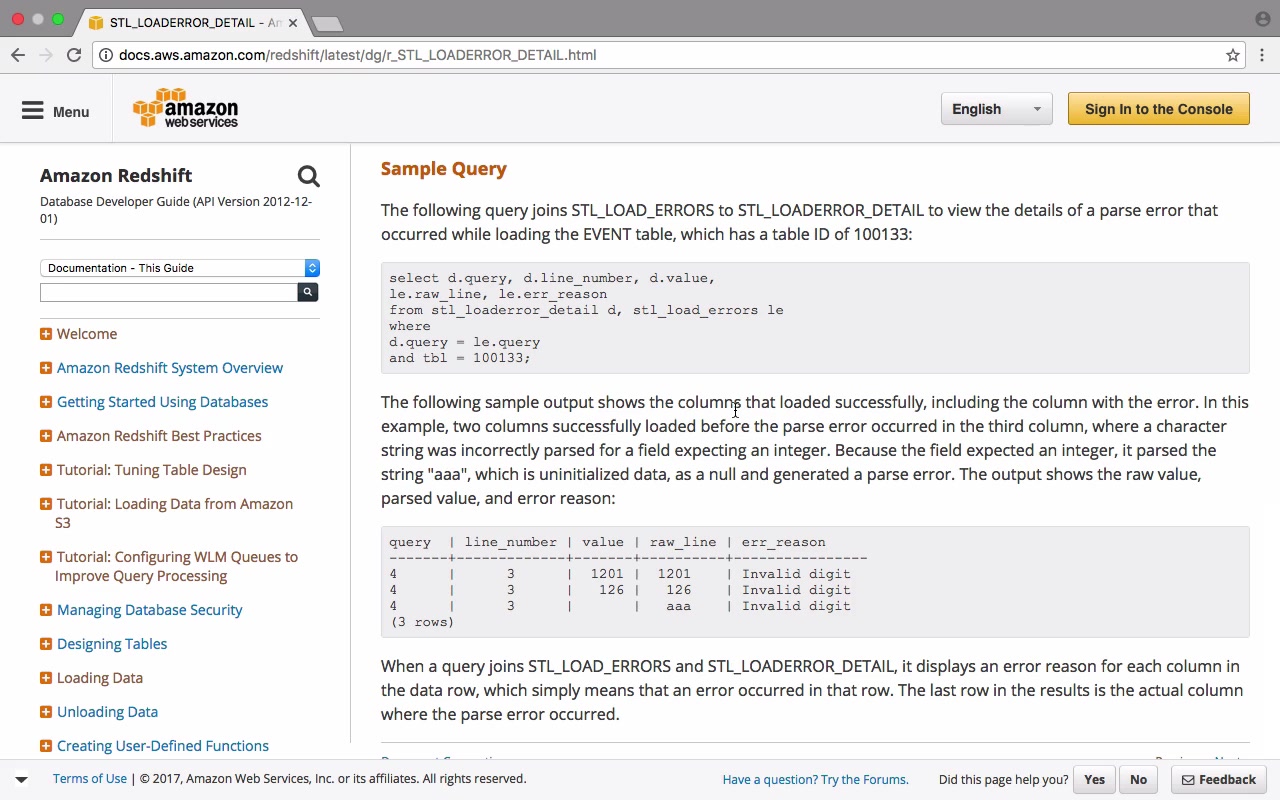 STL_LOADERROR_DETAIL - Am
docs.aws.amazon.com/redshift/latest/dg/r_STL_LOADERROR_DETAIL.html
Menu
amazon
web services
English
Sign In to the Console
Amazon Redshift
Database Developer Guide (API Version 2012-12-
01)
Documentation - This Guide
Welcome
Amazon Redshift System Overview
Getting Started Using Databases
Amazon Redshift Best Practices
Tutorial: Tuning Table Design
Tutorial: Loading Data from Amazon
S3
Tutorial: Configuring WLM Queues to
Improve Query Processing
Managing Database Security
Designing Tables
Loading Data
Unloading Data
Creating User-Defined Functions
Sample Query
The following query joins STL_LOAD_ERRORS to STL_LOADERROR_DETAIL to view the details of a parse error that
occurred while loading the EVENT table, which has a table ID of 100133:
select d.query, d.line_number, d.value,
le.raw_line, le.err_reason
from stl_loaderror_detail d, stl_load_errors le
where
d.query = le.query
and tbl = 100133;
The following sample output shows the columns that loaded successfully, including the column with the error. In this
example, two columns successfully loaded before the parse error occurred in the third column, where a character
string was incorrectly parsed for a field expecting an integer. Because the field expected an integer, it parsed the
string "aaa", which is uninitialized data, as a null and generated a parse error. The output shows the raw value,
parsed value, and error reason:
query | line_number | value | raw_line | err_reason
-------+-------------+-------+----------+----------------
4 | 3 | 1201 | 1201 | Invalid digit
4 | 3 | 126 | 126 | Invalid digit
4 | 3 | | aaa | Invalid digit
(3 rows)
When a query joins STL_LOAD_ERRORS and STL_LOADERROR_DETAIL, it displays an error reason for each column in
the data row, which simply means that an error occurred in that row. The last row in the results is the actual column
where the parse error occurred.
Terms of Use | © 2017, Amazon Web Services, Inc. or its affiliates. All rights reserved.
Have a question? Try the Forums.
Did this page help you?
Yes
No
Feedback